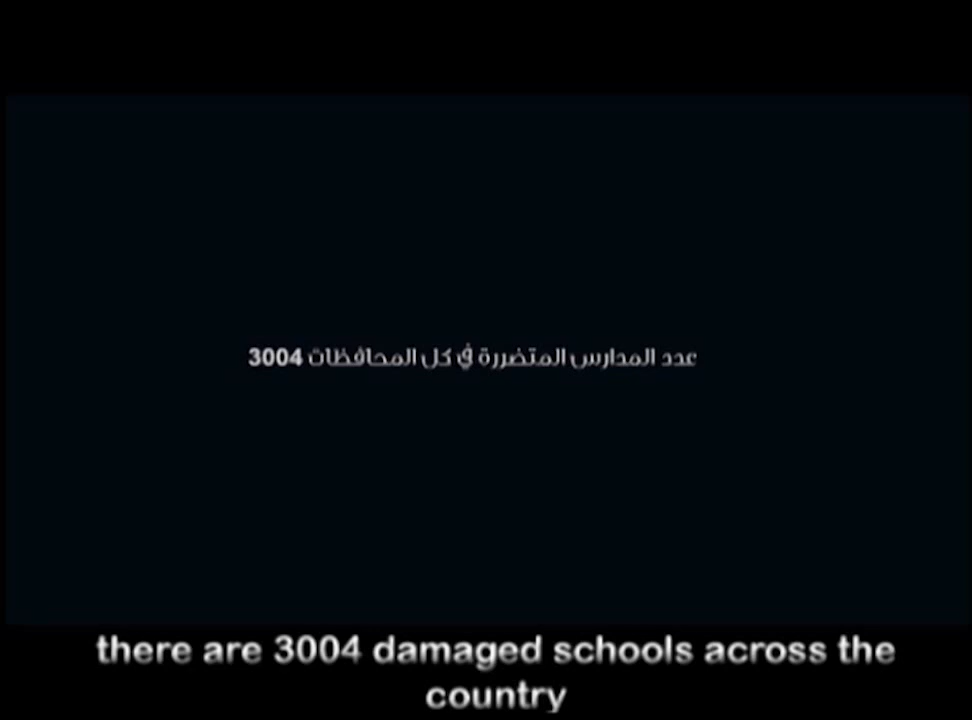 عدد المدارس المتضررة في كل المحافظات 3004
there are 3004 damaged schools across the
country